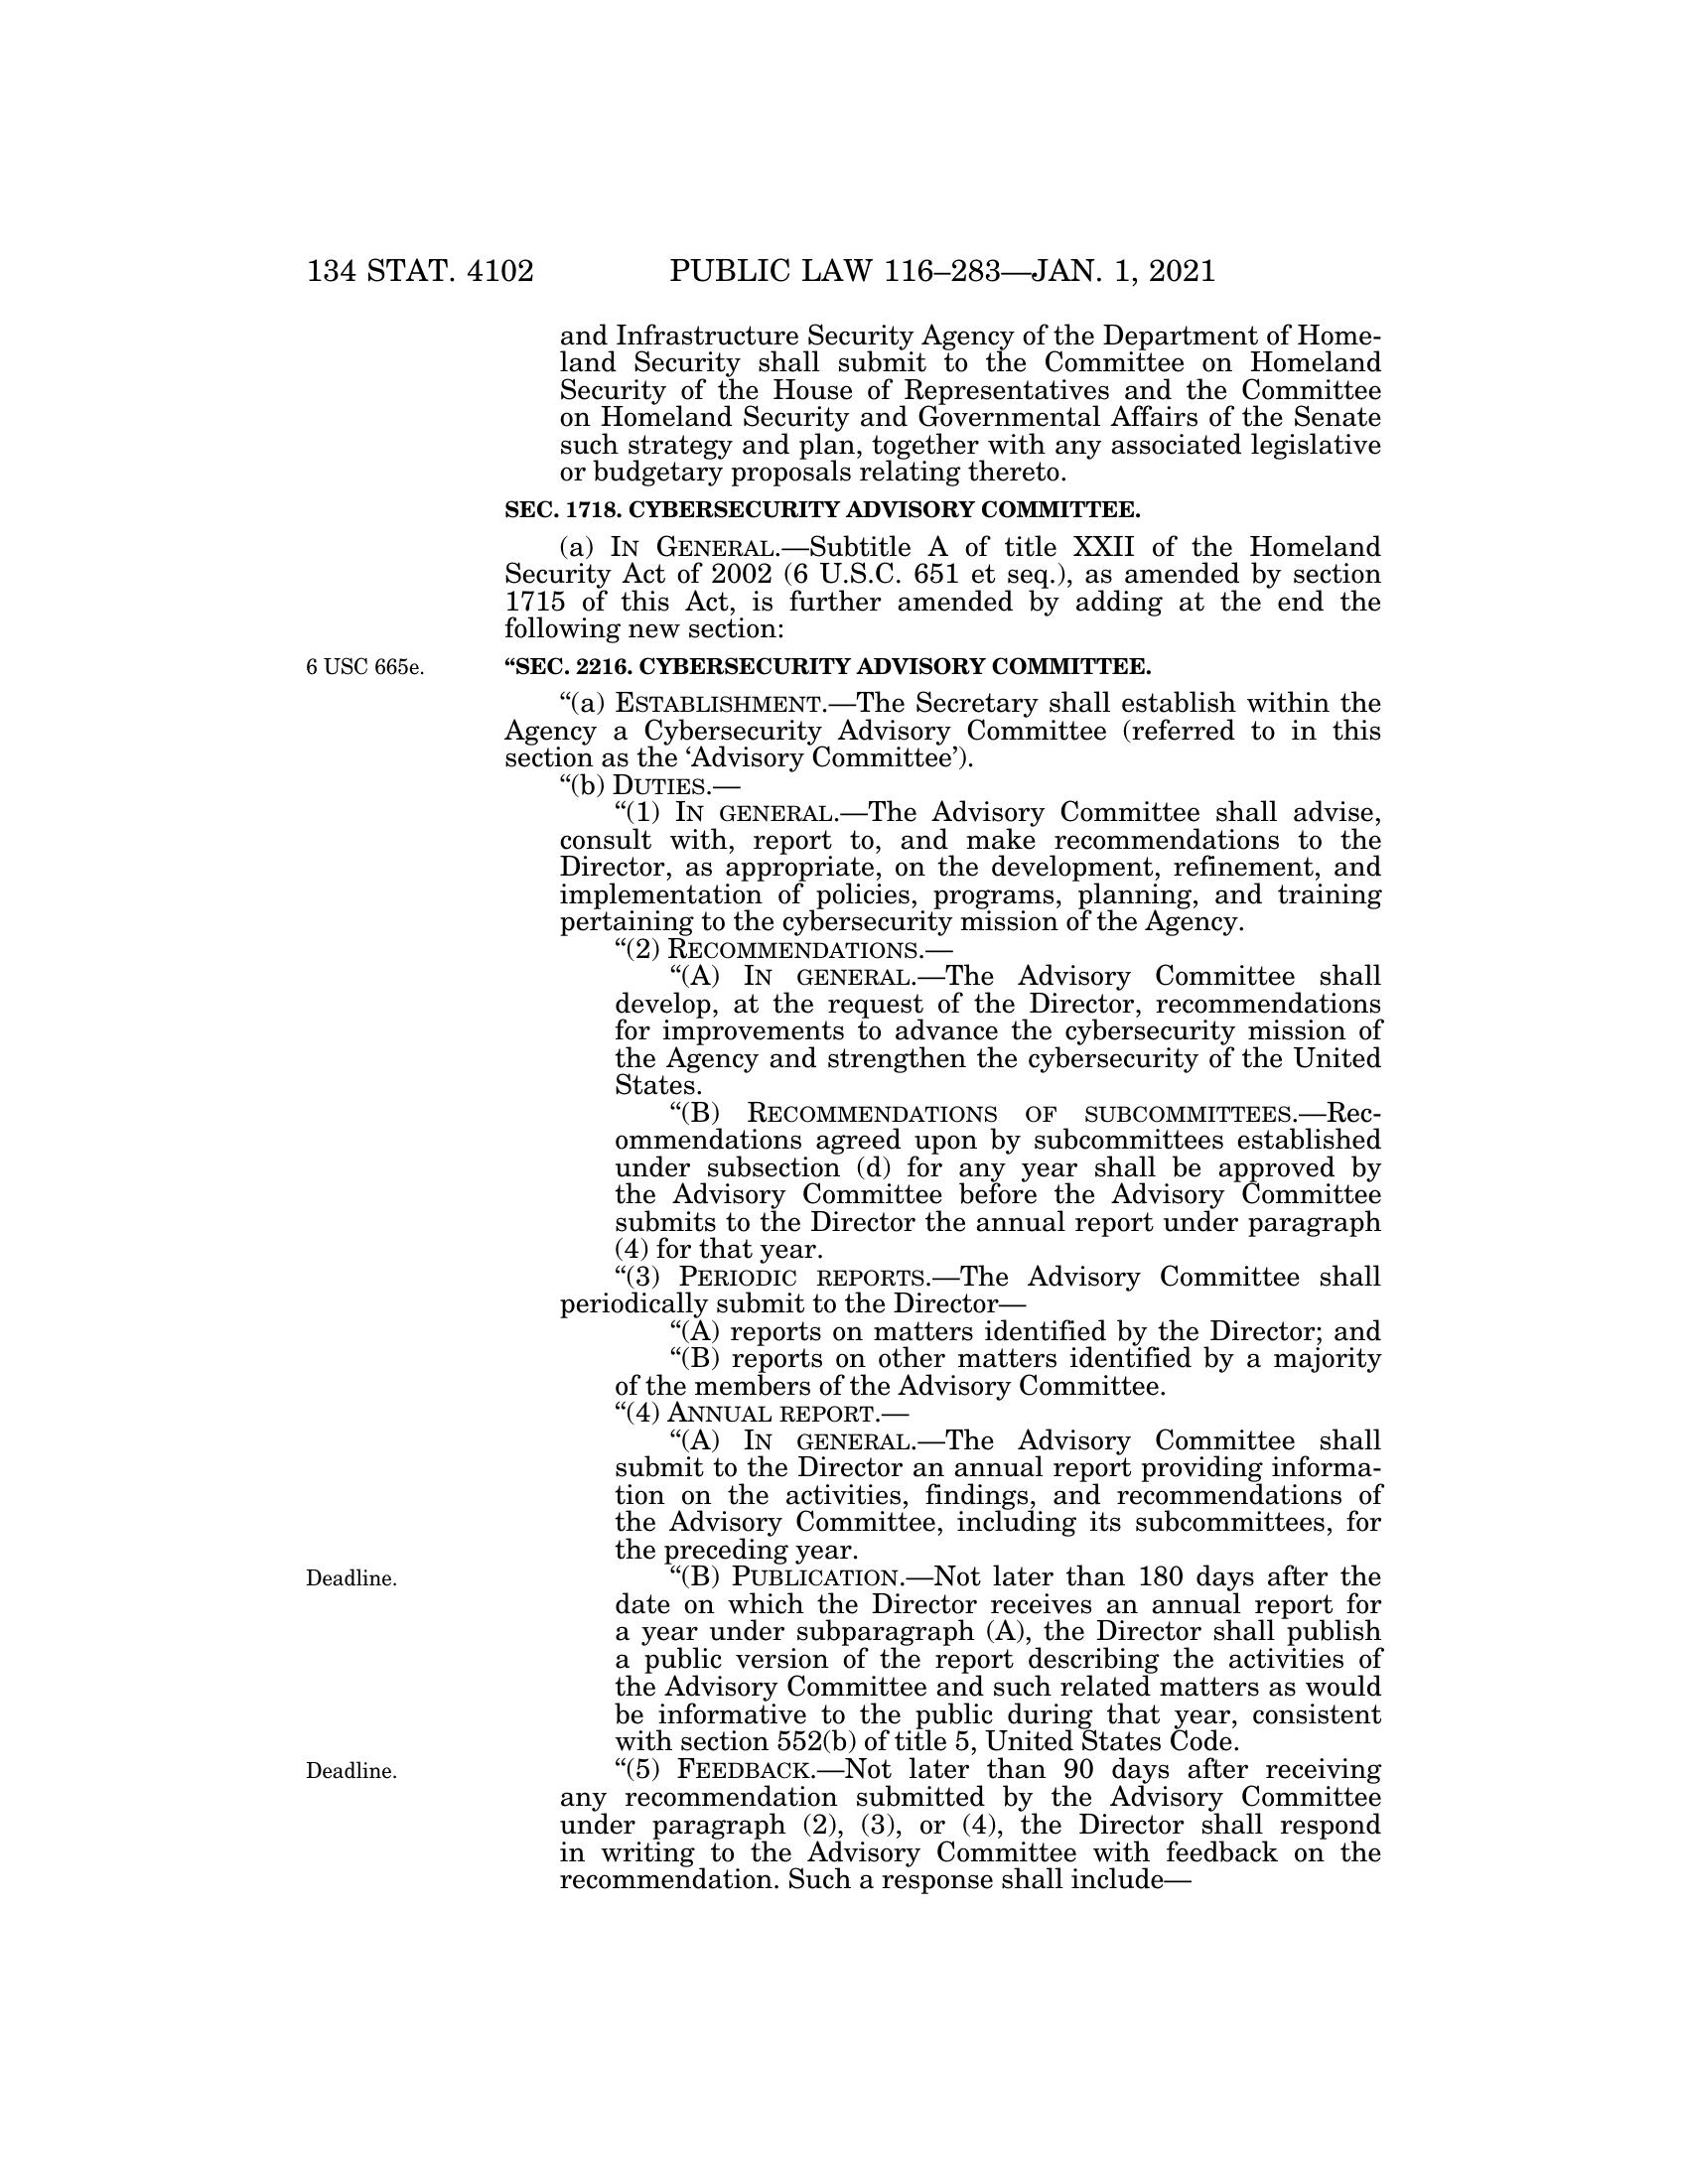 134 STAT. 4102 PUBLIC LAW 116–283—JAN. 1, 2021
and Infrastructure Security Agency of the Department of Home-
land Security shall submit to the Committee on Homeland
Security of the House of Representatives and the Committee
on Homeland Security and Governmental Affairs of the Senate
such strategy and plan, together with any associated legislative
or budgetary proposals relating thereto.
SEC. 1718. CYBERSECURITY ADVISORY COMMITTEE.
(a) IN GENERAL.—Subtitle A of title XXII of the Homeland
Security Act of 2002 (6 U.S.C. 651 et seq.), as amended by section
1715 of this Act, is further amended by adding at the end the
following new section:
6 USC 665e.
“SEC. 2216. CYBERSECURITY ADVISORY COMMITTEE.
“(a) ESTABLISHMENT.—The Secretary shall establish within the
Agency a Cybersecurity Advisory Committee (referred to in this
section as the ‘Advisory Committee’).
“(b) DUTIES.—
“(1) IN GENERAL.—The Advisory Committee shall advise,
consult with, report to, and make recommendations to the
Director, as appropriate, on the development, refinement, and
implementation of policies, programs, planning, and training
pertaining to the cybersecurity mission of the Agency.
“(2) RECOMMENDATIONS.—
“(A) IN GENERAL.—The Advisory Committee shall
develop, at the request of the Director, recommendations
for improvements to advance the cybersecurity mission of
the Agency and strengthen the cybersecurity of the United
States.
“(B) RECOMMENDATIONS OF SUBCOMMITTEES.—Rec-
ommendations agreed upon by subcommittees established
under subsection (d) for any year shall be approved by
the Advisory Committee before the Advisory Committee
submits to the Director the annual report under paragraph
(4) for that year.
“(3) PERIODIC REPORTS.—The Advisory Committee shall
periodically submit to the Director—
“(A) reports on matters identified by the Director; and
“(B) reports on other matters identified by a majority
of the members of the Advisory Committee.
“(4) ANNUAL REPORT.—
“(A) IN GENERAL.—The Advisory Committee shall
submit to the Director an annual report providing informa-
tion on the activities, findings, and recommendations of
the Advisory Committee, including its subcommittees, for
the preceding year.
Deadline.
“(B) PUBLICATION.—Not later than 180 days after the
date on which the Director receives an annual report for
a year under subparagraph (A), the Director shall publish
a public version of the report describing the activities of
the Advisory Committee and such related matters as would
be informative to the public during that year, consistent
with section 552(b) of title 5, United States Code.
Deadline.
“(5) FEEDBACK.—Not later than 90 days after receiving
any recommendation submitted by the Advisory Committee
under paragraph (2), (3), or (4), the Director shall respond
in writing to the Advisory Committee with feedback on the
recommendation. Such a response shall include—